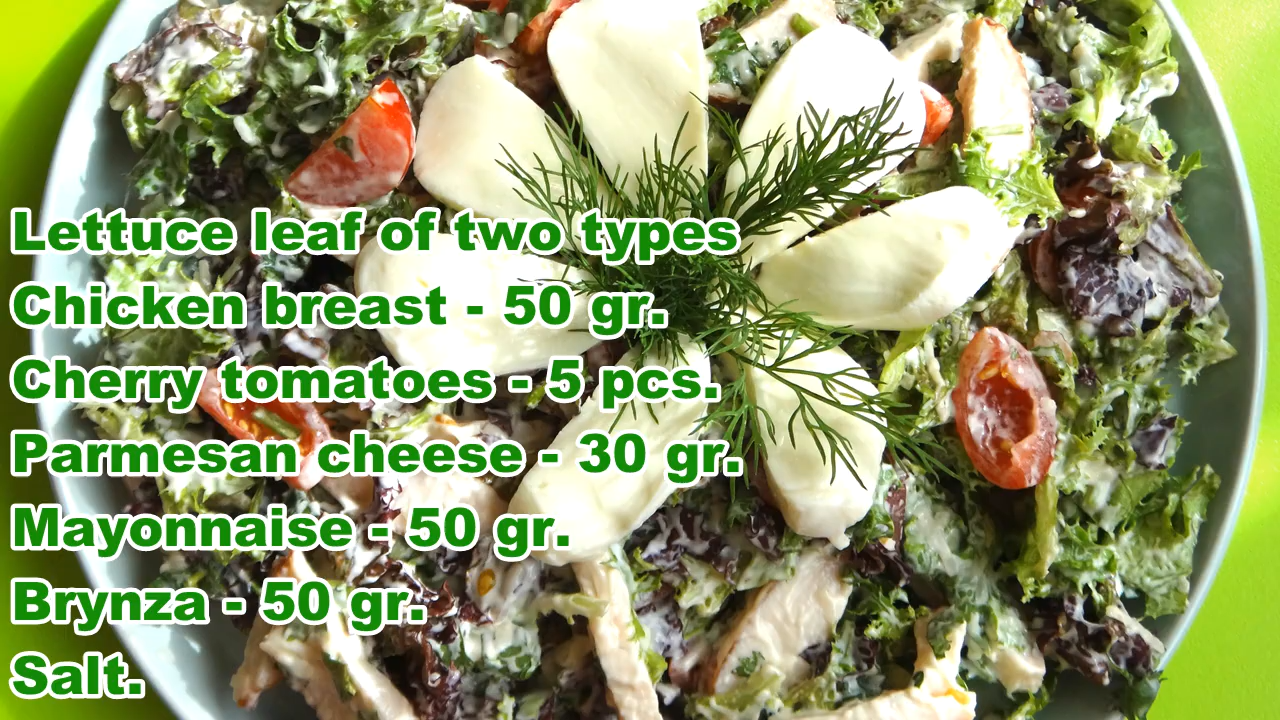 Lettuce leaf of two types
Chicken breast - 50 gr.
Cherry tomatoes - 5 pcs.
Parmesan cheese - 30 gr.
Mayonnaise - 50 gr.
Brynza - 50 gr.
Salt.